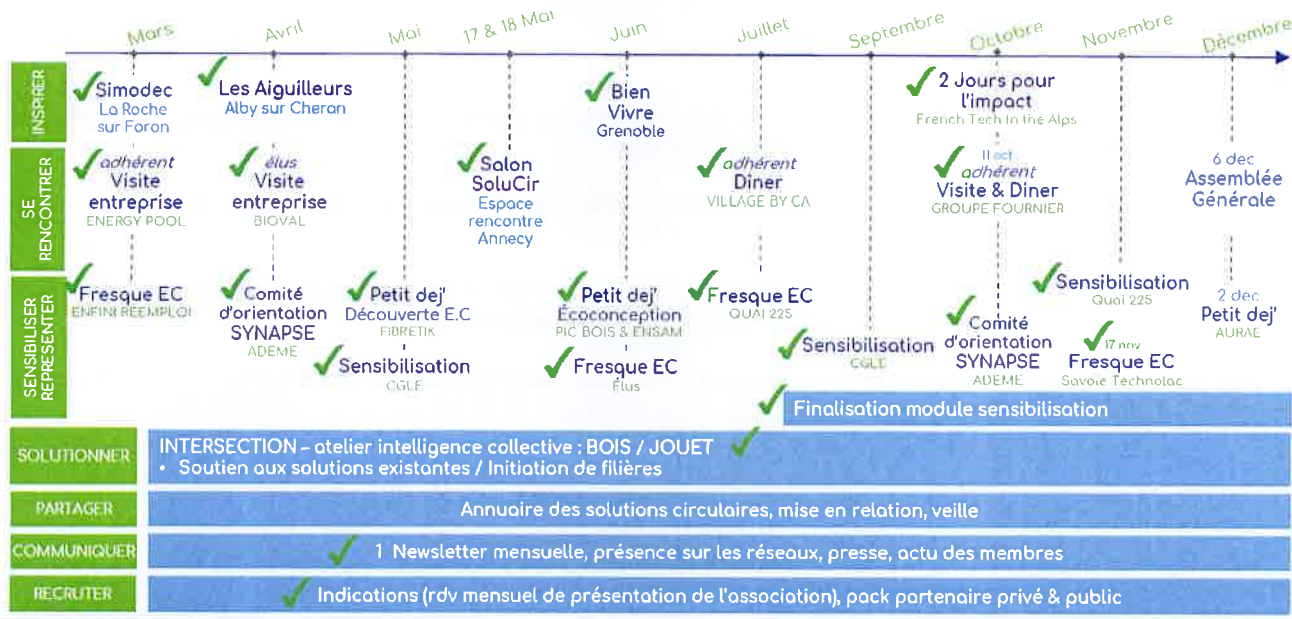 Mars
Avril
Mai
17 & 18 Mai
Juin
Juillet
Septembre
Octobre
Novembre
Décembre
INSPIRER
Simodec
La Roche
sur Foron
Les Aiguilleurs
Alby sur Cheran
Bien
Vivre
Grenoble
2 Jours pour
l'impact
French Tech In the Alps
SE
RENCONTRER
adhérent
Visite
entreprise
ENERGY POOL
élus
Visite
entreprise
BIOVAL
Salon
SoluCir
Espace
rencontre
Annecy
adhérent
Diner
VILLAGE BY CA
11 oct
adhérent
Visite & Diner
GROUPE FOURNIER
6 dec
Assemblée
Générale
SENSIBILISER
REPRESENTER
Fresque EC
ENFINI REEMPLOI
Comité
d'orientation
SYNAPSE
ADEME
Petit dej'
Découverte E.C
FIBRETIK
Sensibilisation
CGLE
Petit dej'
Écoconception
PIC BOIS & ENSAM
Fresque EC
Élus
Fresque EC
QUAI 225
Sensibilisation
CGLE
Comité
d'orientation
SYNAPSE
ADEME
Sensibilisation
Quai 225
17 nov
Fresque EC
Savoie Technolac
2 dec
Petit dej'
AURAE
Finalisation module sensibilisation
SOLUTIONNER
INTERSECTION – atelier intelligence collective : BOIS / JOUET
• Soutien aux solutions existantes / Initiation de filières
PARTAGER
Annuaire des solutions circulaires, mise en relation, veille
COMMUNIQUER
1 Newsletter mensuelle, présence sur les réseaux, presse, actu des membres
RECRUTER
Indications (rdv mensuel de présentation de l'association), pack partenaire privé & public